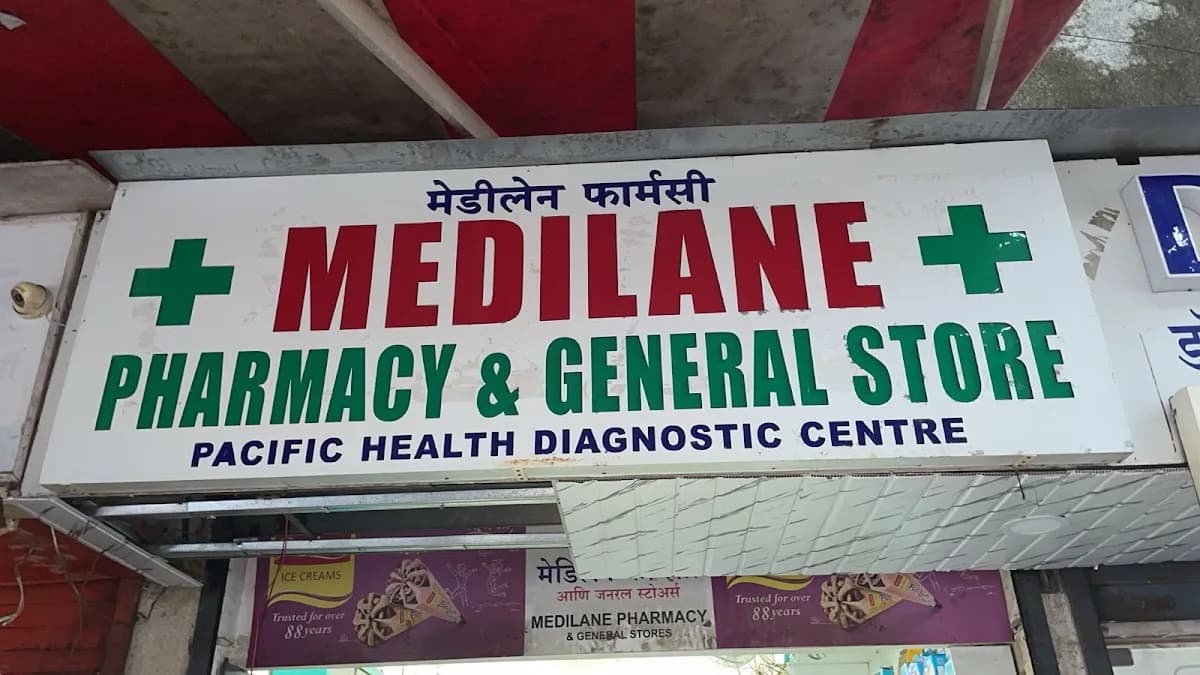 मेडीलेन फार्मसी
MEDILANE
PHARMACY & GENERAL STORE
PACIFIC HEALTH DIAGNOSTIC CENTRE
ICE CREAMS
Trusted for over
88 years
आणि जनरल स्टोअर्स
MEDILANE PHARMACY
& GENERAL STORES
Trusted for over
88 years